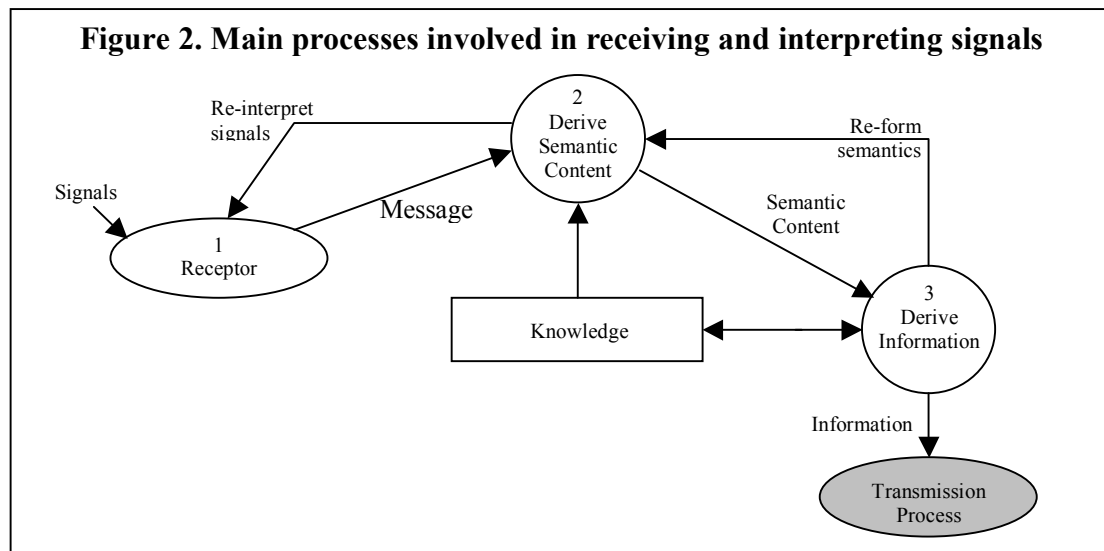 Figure 2. Main processes involved in receiving and interpreting signals
Re-interpret
signals
2
Derive
Semantic
Content
Re-form
semantics
Signals
Message
Semantic
Content
1
Receptor
Knowledge
3
Derive
Information
Information
Transmission
Process